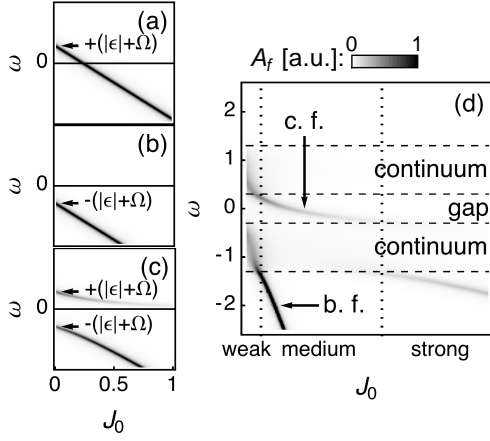 (a)
+(|ϵ|+Ω)
ω
0
(b)
0
-(|ϵ|+Ω)
(c)
+(|ϵ|+Ω)
ω
0
-(|ϵ|+Ω)
0 0.5 1
J0
0 1
Af [a.u.]:
(d)
2
c. f.
1
continuum
ω
0
gap
-1
continuum
-2
b. f.
weak medium strong
J0